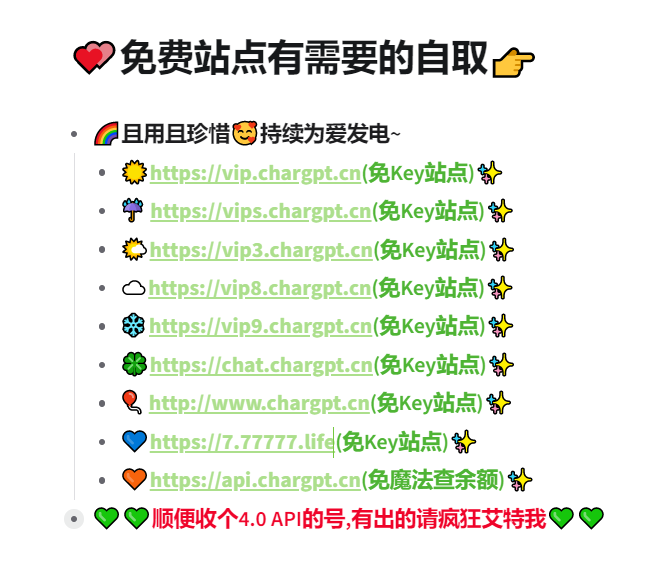 💕免费站点有需要的自取👉
🌈且用且珍惜🥰持续为爱发电~
☀️https://vip.chargpt.cn(免Key站点)✨
☔https://vips.chargpt.cn(免Key站点)✨
🌤️https://vip3.chargpt.cn(免Key站点)✨
☁️https://vip8.chargpt.cn(免Key站点)✨
❄️https://vip9.chargpt.cn(免Key站点)✨
🍀https://chat.chargpt.cn(免Key站点)✨
🎈http://www.chargpt.cn(免Key站点)✨
💙https://7.77777.life(免Key站点)✨
🧡https://api.chargpt.cn(免魔法查余额)✨
💚💚顺便收个4.0 API的号,有出的请疯狂艾特我💚💚